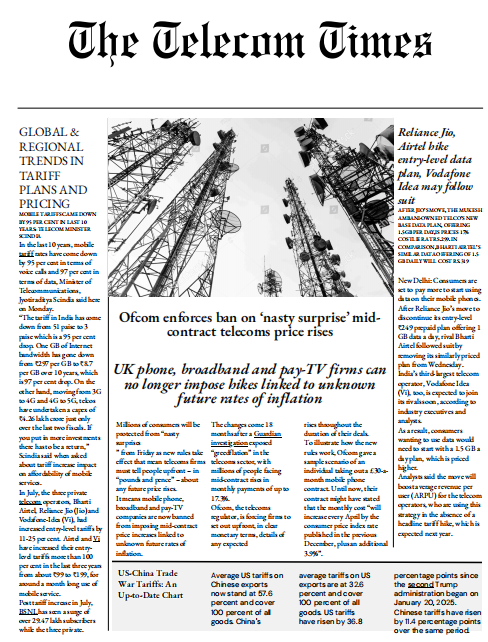 The Telecom Times
GLOBAL &
REGIONAL
TRENDS IN
TARIFF
PLANS AND
PRICING
MOBILE TARIFFS CAME DOWN
BY 95 PER CENT IN LAST 10
YEARS: TELECOM MINISTER
SCINDIA
In the last 10 years, mobile
tariff rates have come down
by 95 per cent in terms of
voice calls and 97 per cent in
terms of data, Minister of
Telecommunications,
Jyotiraditya Scindia said here
on Monday.
"The tariff in India has come
down from 51 paise to 3
paise which is a 95 per cent
drop. One GB of Internet
bandwidth has gone down
from ₹297 per GB to ₹8.7
per GB over 10 years, which
is 97 per cent drop. On the
other hand, moving from 3G
to 4G and 4G to 5G, telcos
have undertaken a capex of
₹4.26 lakh crore just only
over the last two fiscals. If
you put in more investments
there has to be a return,"
Scindia said when asked
about tariff increase impact
on affordability of mobile
services.
In July, the three private
telecom operators, Bharti
Airtel, Reliance Jio (Jio) and
Vodafone-Idea (Vi), had
increased entry-level tariffs by
11-25 per cent. Airtel and Vi
have increased their entry-
level tariffs more than 100
per cent in the last three years
from about ₹99 to ₹199, for
around a month long use of
mobile service.
Post tariff increase in July,
BSNL has seen a surge of
over 29.47 lakh subscribers
while the three private
Ofcom enforces ban on 'nasty surprise' mid-
contract telecoms price rises
UK phone, broadband and pay-TV firms can
no longer impose hikes linked to unknown
future rates of inflation
Millions of consumers will be
protected from "nasty
surprises
" from Friday as new rules take
effect that mean telecoms firms
must tell people upfront – in
"pounds and pence" – about
any future price rises.
It means mobile phone,
broadband and pay-TV
companies are now banned
from imposing mid-contract
price increases linked to
unknown future rates of
inflation.
The changes come 18
months after a Guardian
investigation exposed
"greedflation" in the
telecoms sector, with
millions of people facing
mid-contract rises in
monthly payments of up to
17.3%.
Ofcom, the telecoms
regulator, is forcing firms to
set out upfront, in clear
monetary terms, details of
any expected
rises throughout the
duration of their deals.
To illustrate how the new
rules work, Ofcom gave a
sample scenario of an
individual taking out a £30-a-
month mobile phone
contract. Until now, their
contract might have stated
that the monthly cost "will
increase every April by the
consumer price index rate
published in the previous
December, plus an additional
3.9%".
Reliance Jio,
Airtel hike
entry-level data
plan, Vodafone
Idea may follow
suit
AFTER JIO'S MOVE, THE MUKESH
AMBANI-OWNED TELCO'S NEW
BASE DATA PLAN, OFFERING
1.5GB PER DAY, IS PRICES 17%
COSTLIER AT RS.299. IN
COMPARISON, BHARTI AIRTEL'S
SIMILAR DATA OFFERING OF 1.5
GB DAILY WILL COST RS.319
New Delhi: Consumers are
set to pay more to start using
data on their mobile phones.
After Reliance Jio's move to
discontinue its entry-level
₹249 prepaid plan offering 1
GB data a day, rival Bharti
Airtel followed suit by
removing its similarly priced
plan from Wednesday.
India's third-largest telecom
operator, Vodafone Idea
(Vi), too, is expected to join
its rivals soon, according to
industry executives and
analysts.
As a result, consumers
wanting to use data would
need to start with a 1.5 GB a
day plan, which is priced
higher.
Analysts said the move will
boost average revenue per
user (ARPU) for the telecom
operators, who are using this
strategy in the absence of a
headline tariff hike, which is
expected next year.
US-China Trade
War Tariffs: An
Up-to-Date Chart
Average US tariffs on
Chinese exports
now stand at 57.6
percent and cover
100 percent of all
goods. China's
average tariffs on
US exports are at 32.6
percent and cover
100 percent of all
goods. US tariffs
have risen by 36.8
percentage points since
the second Trump
administration began on
January 20, 2025.
Chinese tariffs have risen
by 11.4 percentage points
over the same period.